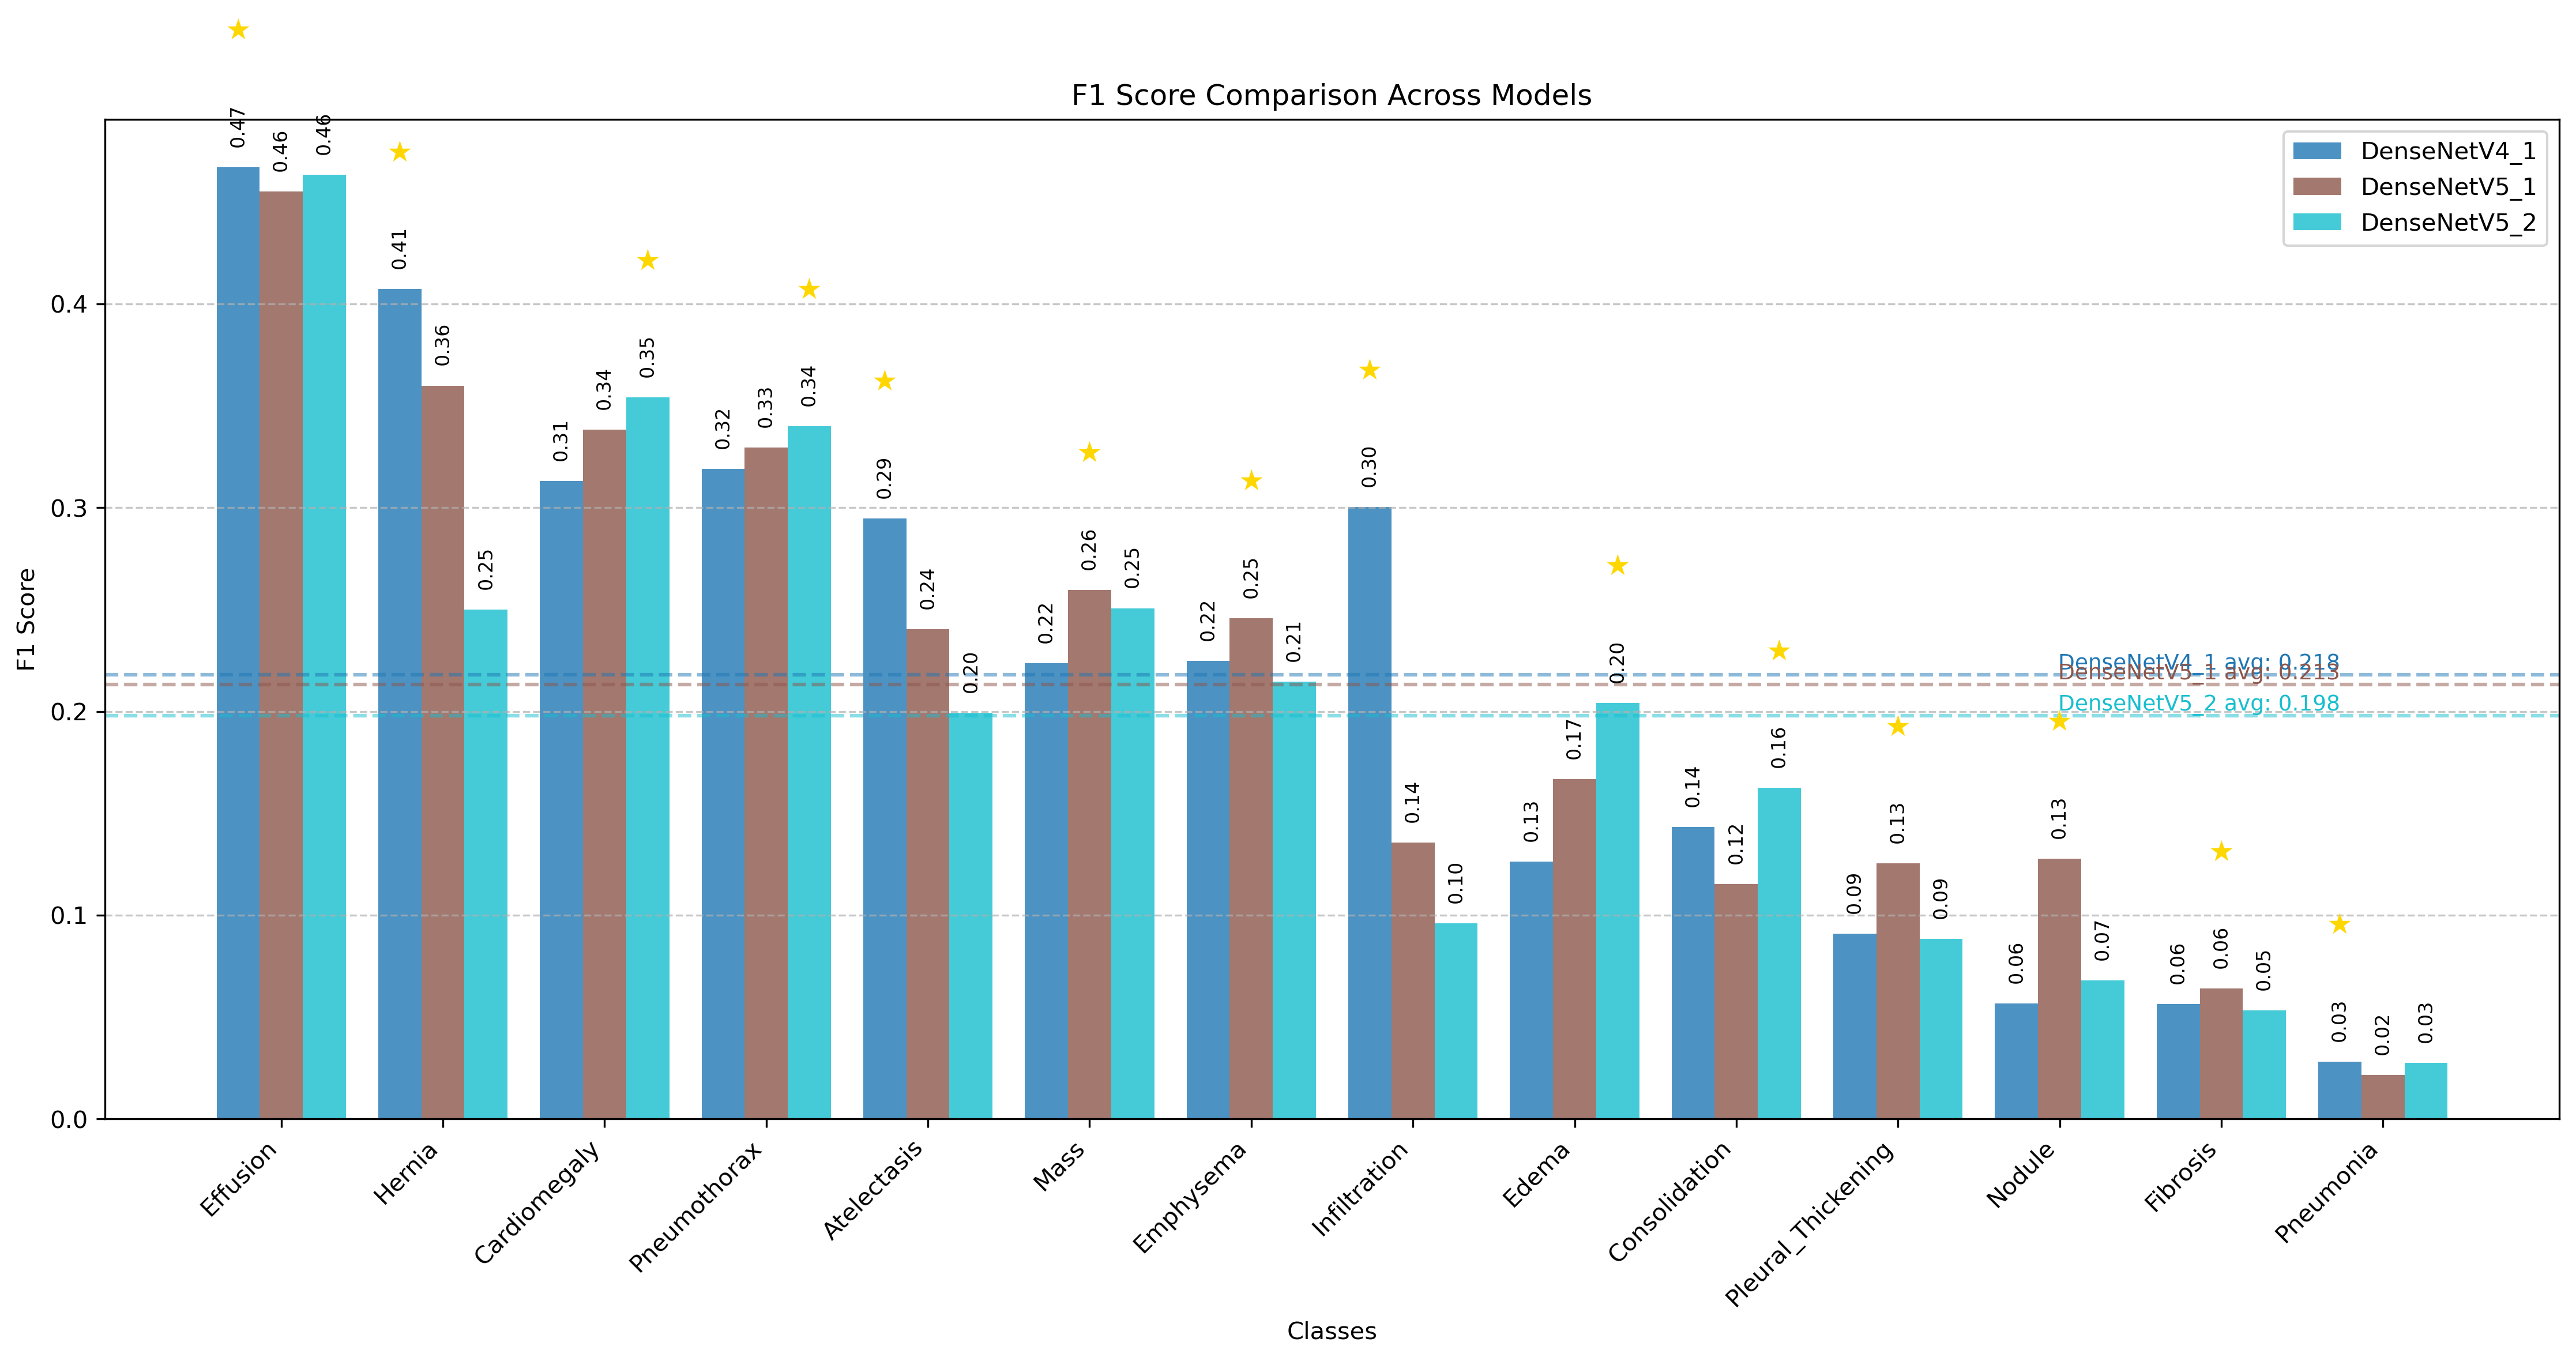 F1 Score Comparison Across Models
DenseNetV4_1
DenseNetV5_1
DenseNetV5_2
F1 Score
0.4
0.3
0.2
0.1
0.0
0.47
0.46
0.46
0.41
0.36
0.25
0.31
0.34
0.35
0.32
0.33
0.34
0.29
0.24
0.20
0.22
0.26
0.25
0.22
0.25
0.21
0.30
0.14
0.10
0.13
0.17
0.20
0.14
0.12
0.16
0.09
0.13
0.09
0.06
0.13
0.07
0.06
0.06
0.05
0.03
0.02
0.03
DenseNetV4_1 avg: 0.218
DenseNetV5_1 avg: 0.213
DenseNetV5_2 avg: 0.198
Effusion
Hernia
Cardiomegaly
Pneumothorax
Atelectasis
Mass
Emphysema
Infiltration
Edema
Consolidation
Pleural_Thickening
Nodule
Fibrosis
Pneumonia
Classes